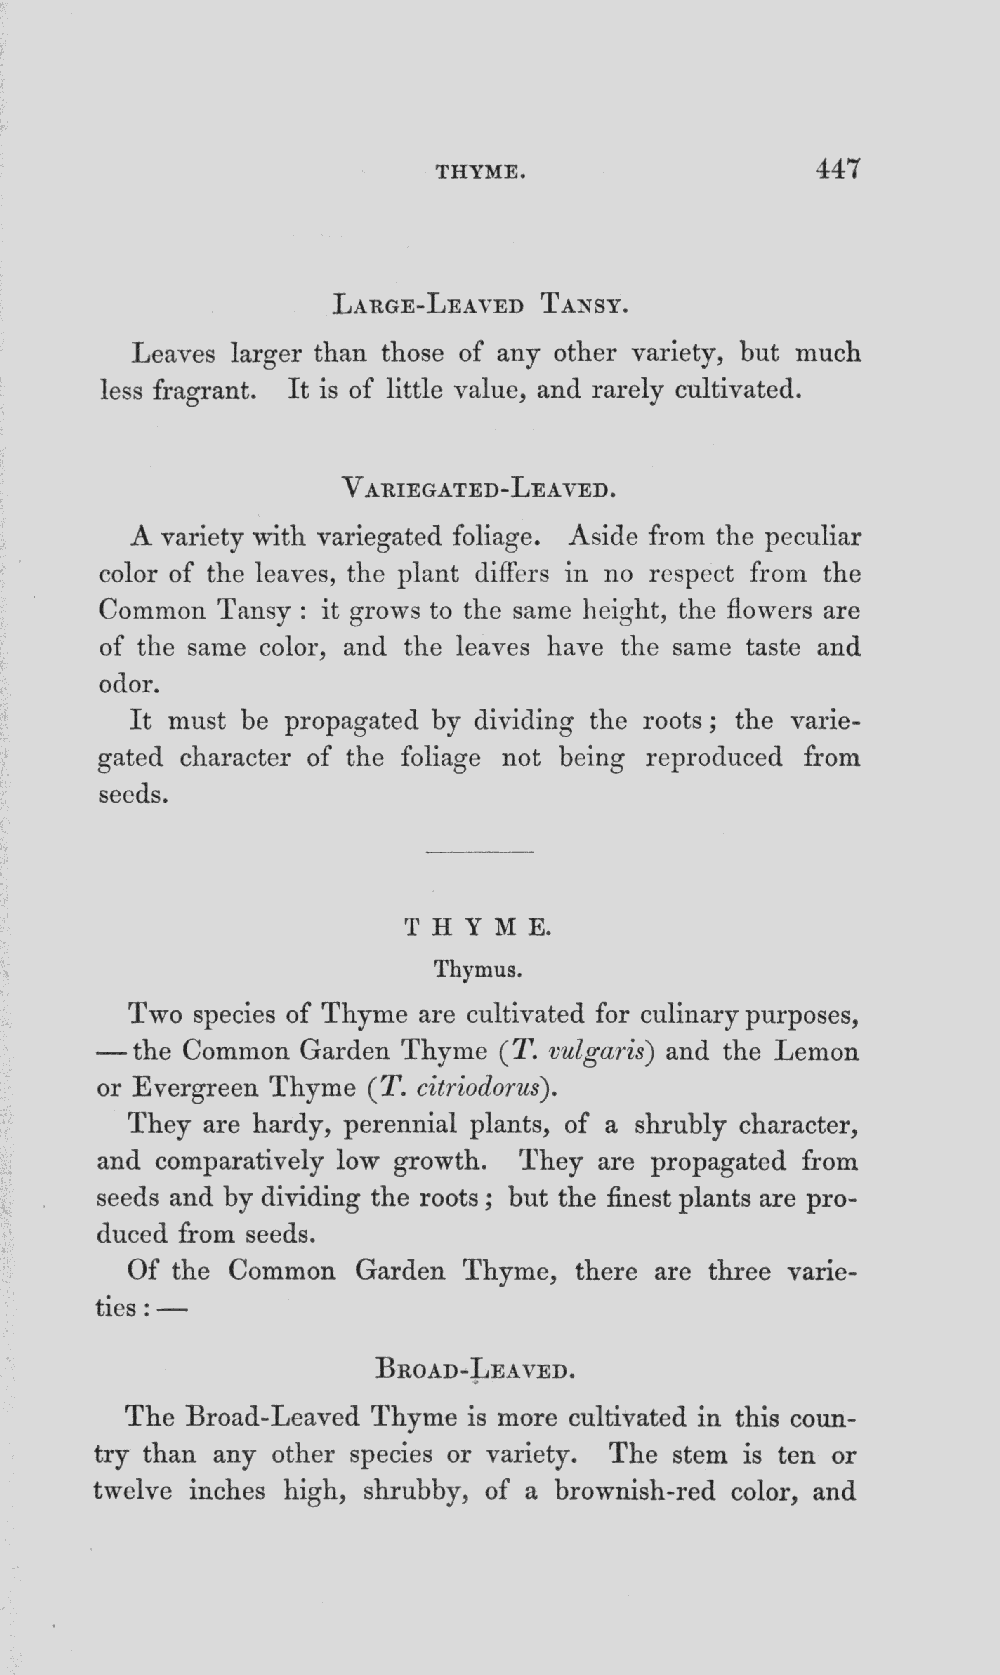 THYME. 447
LARGE-LEAVED TANSY.
Leaves larger than those of any other variety, but much
less fragrant. It is of little value, and rarely cultivated.
VARIEGATED-LEAVED.
A variety with variegated foliage. Aside from the peculiar
color of the leaves, the plant differs in no respect from the
Common Tansy : it grows to the same height, the flowers are
of the same color, and the leaves have the same taste and
odor.
It must be propagated by dividing the roots ; the varie-
gated character of the foliage not being reproduced from
seeds.
THYME.
Thymus.
Two species of Thyme are cultivated for culinary purposes,
— the Common Garden Thyme (T. vulgaris) and the Lemon
or Evergreen Thyme (T. citriodorus).
They are hardy, perennial plants, of a shrubly character,
and comparatively low growth. They are propagated from
seeds and by dividing the roots ; but the finest plants are pro-
duced from seeds.
Of the Common Garden Thyme, there are three varie-
ties : —
BROAD-LEAVED.
The Broad-Leaved Thyme is more cultivated in this coun-
try than any other species or variety. The stem is ten or
twelve inches high, shrubby, of a brownish-red color, and